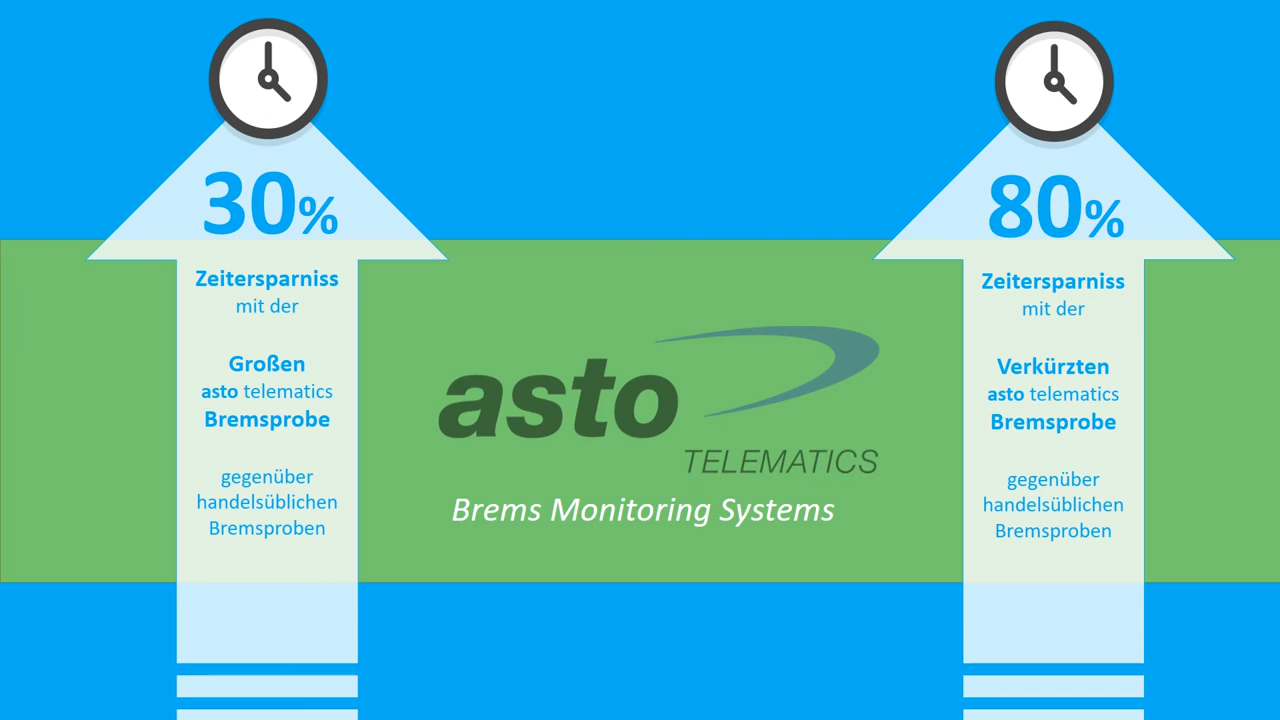 30%
Zeitersparniss
mit der
Großen
asto telematics
Bremsprobe
gegenüber
handelsüblichen
Bremsproben
asto
TELEMATICS
Brems Monitoring Systems
80%
Zeitersparniss
mit der
Verkürzten
asto telematics
Bremsprobe
gegenüber
handelsüblichen
Bremsproben